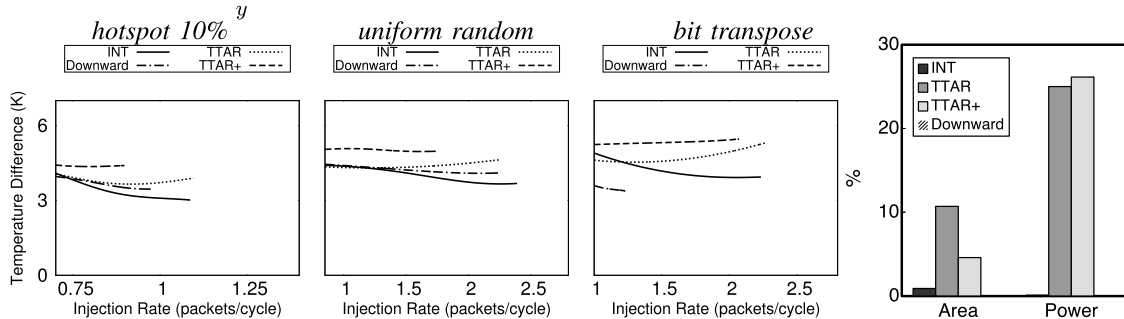 y
hotspot 10%
uniform random
bit transpose
INT TTAR
Downward TTAR+
INT TTAR
Downward TTAR+
INT TTAR
Downward TTAR+
Temperature Difference (K)
6
3
0
0.75 1 1.25
Injection Rate (packets/cycle)
1 1.5 2 2.5
Injection Rate (packets/cycle)
1 1.5 2 2.5
Injection Rate (packets/cycle)
%
30
20
10
0
INT
TTAR
TTAR+
Downward
Area Power